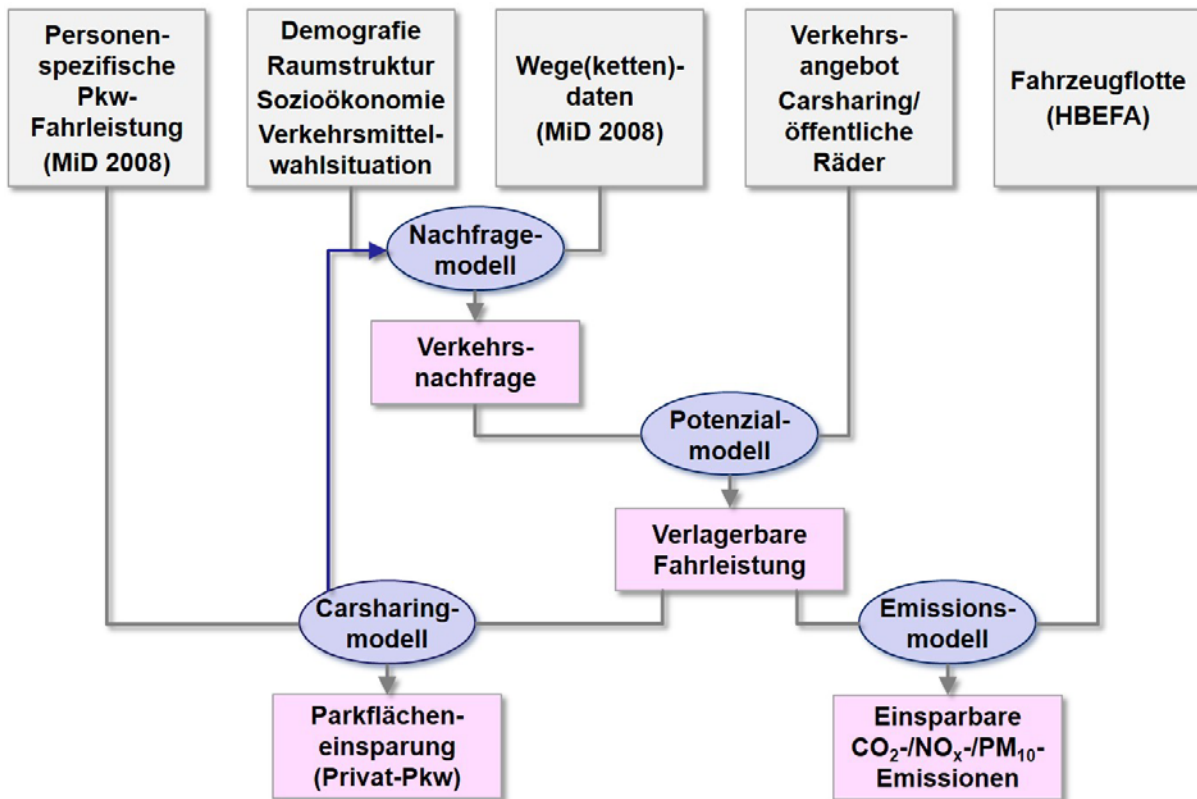 Personen-
spezifische
Pkw-
Fahrleistung
(MiD 2008)
Demografie
Raumstruktur
Sozioökonomie
Verkehrsmittel-
wahlsituation
Wege(ketten)-
daten
(MiD 2008)
Verkehrs-
angebot
Carsharing/
öffentliche
Räder
Fahrzeugflotte
(HBEFA)
Nachfrage-
modell
Verkehrs-
nachfrage
Potenzial-
modell
Verlagerbare
Fahrleistung
Carsharing-
modell
Emissions-
modell
Parkflächen-
einsparung
(Privat-Pkw)
Einsparbare
CO₂-/NOₓ-/PM₁₀-
Emissionen